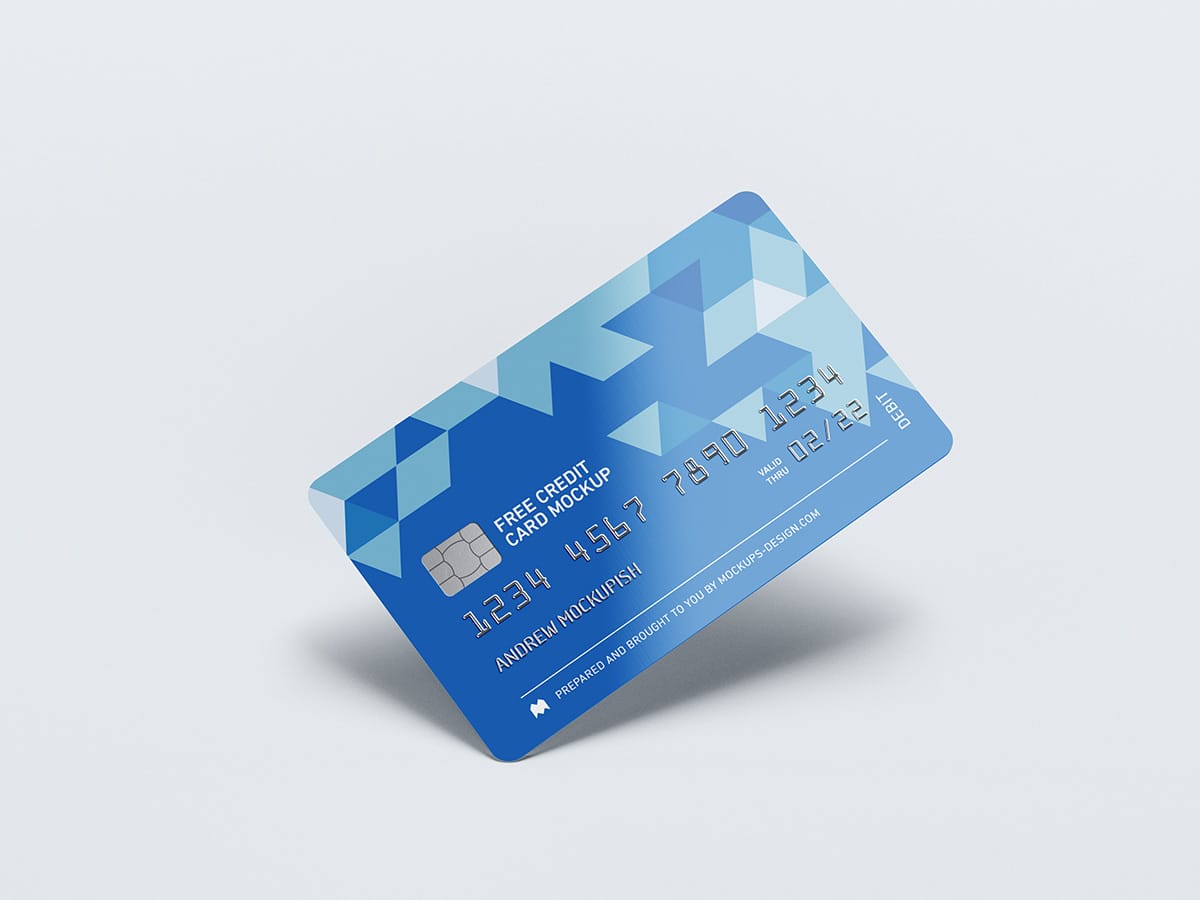 FREE CREDIT
CARD MOCKUP
1234 4567 7890 1234
VALID
THRU
02/22
DEBIT
ANDREW MOCKUPISH
PREPARED AND BROUGHT TO YOU BY MOCKUPS-DESIGN.COM